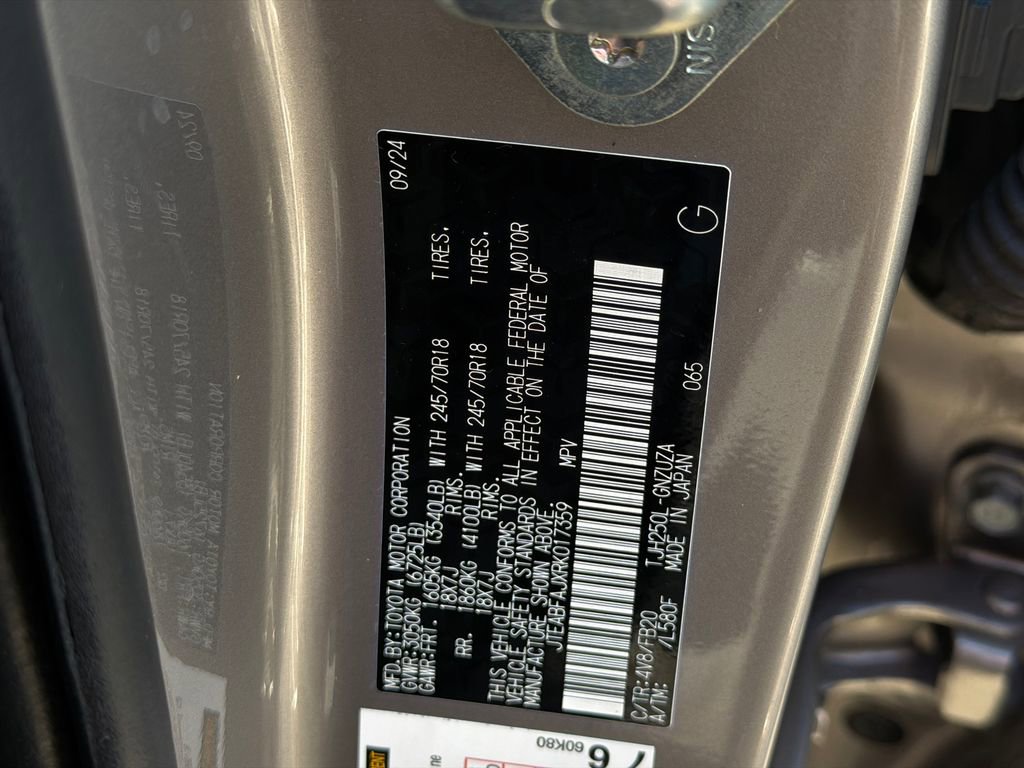 MFD.BY:TOYOTA MOTOR CORPORATION 09/24
GVWR:3050KG (6725LB)
GAWR:FRT. 1605KG (3540LB) WITH 245/70R18 TIRES,
18X7J RIMS.
RR. 1860KG (4100LB) WITH 245/70R18 TIRES,
18X7J RIMS.
THIS VEHICLE CONFORMS TO ALL APPLICABLE FEDERAL MOTOR
VEHICLE SAFETY STANDARDS IN EFFECT ON THE DATE OF
MANUFACTURE SHOWN ABOVE.
MPV
C/TR:4V8/FB20 TJH250L-GNZUZA
A/TM: /L580F MADE IN JAPAN
065
G
NIS
60K80